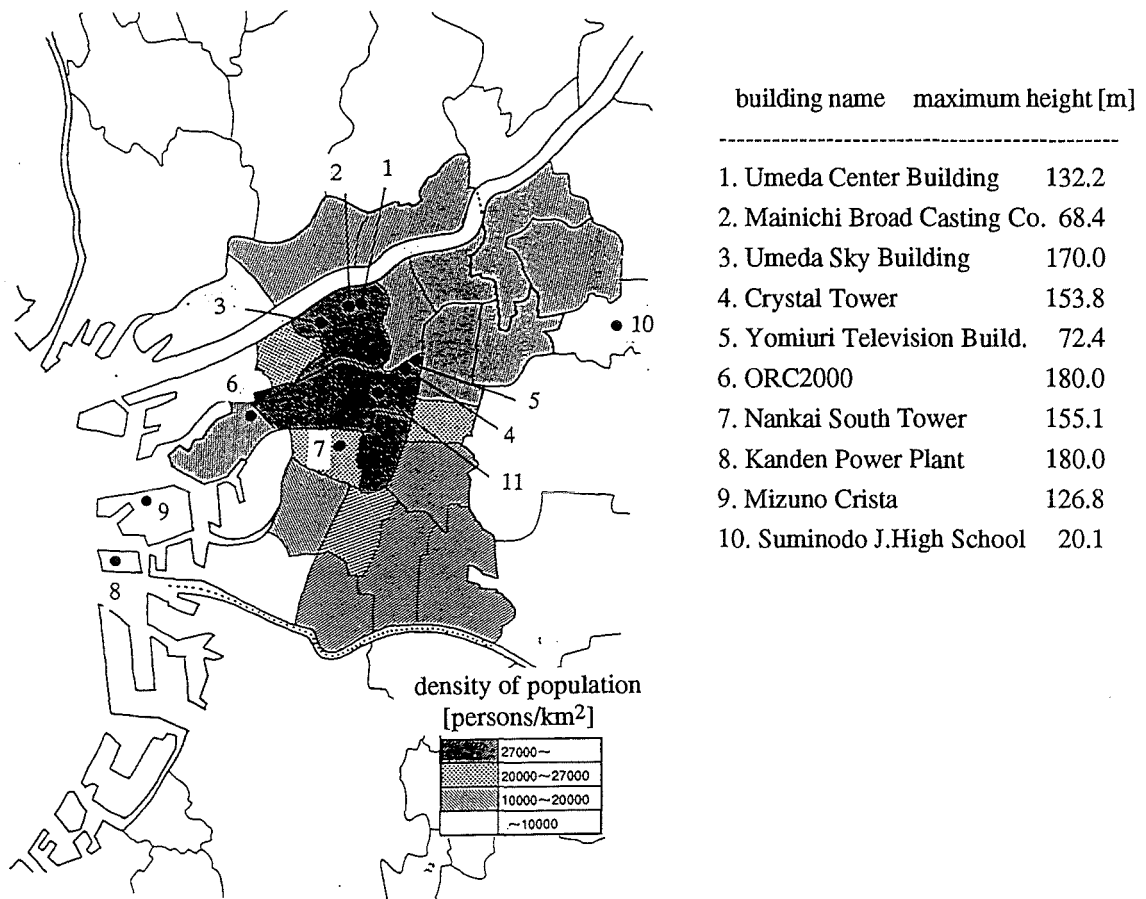 building name maximum height [m]
1. Umeda Center Building 132.2
2. Mainichi Broad Casting Co. 68.4
3. Umeda Sky Building 170.0
4. Crystal Tower 153.8
5. Yomiuri Television Build. 72.4
6. ORC2000 180.0
7. Nankai South Tower 155.1
8. Kanden Power Plant 180.0
9. Mizuno Crista 126.8
10. Suminodo J.High School 20.1
2
1
3
10
6
5
4
7
11
9
8
density of population
[persons/km²]
27000~
20000~27000
10000~20000
~10000